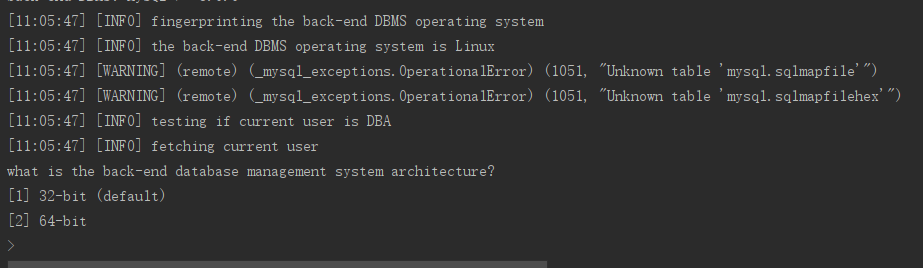 [11:05:47] [INFO] fingerprinting the back-end DBMS operating system
[11:05:47] [INFO] the back-end DBMS operating system is Linux
[11:05:47] [WARNING] (remote) (_mysql_exceptions.OperationalError) (1051, "Unknown table 'mysql.sqlmapfile'")
[11:05:47] [WARNING] (remote) (_mysql_exceptions.OperationalError) (1051, "Unknown table 'mysql.sqlmapfilehex'")
[11:05:47] [INFO] testing if current user is DBA
[11:05:47] [INFO] fetching current user
what is the back-end database management system architecture?
[1] 32-bit (default)
[2] 64-bit
>